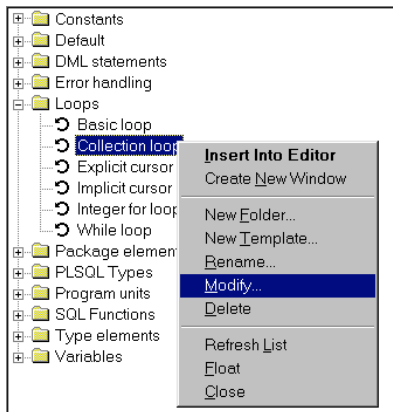 Constants
Default
DML statements
Error handling
Loops
Basic loop
Collection loop
Explicit cursor
Implicit cursor
Integer for loop
While loop
Package elemen
PLSQL Types
Program units
SQL Functions
Type elements
Variables
Insert Into Editor
Create New Window
New Folder...
New Template...
Rename...
Modify...
Delete
Refresh List
Float
Close